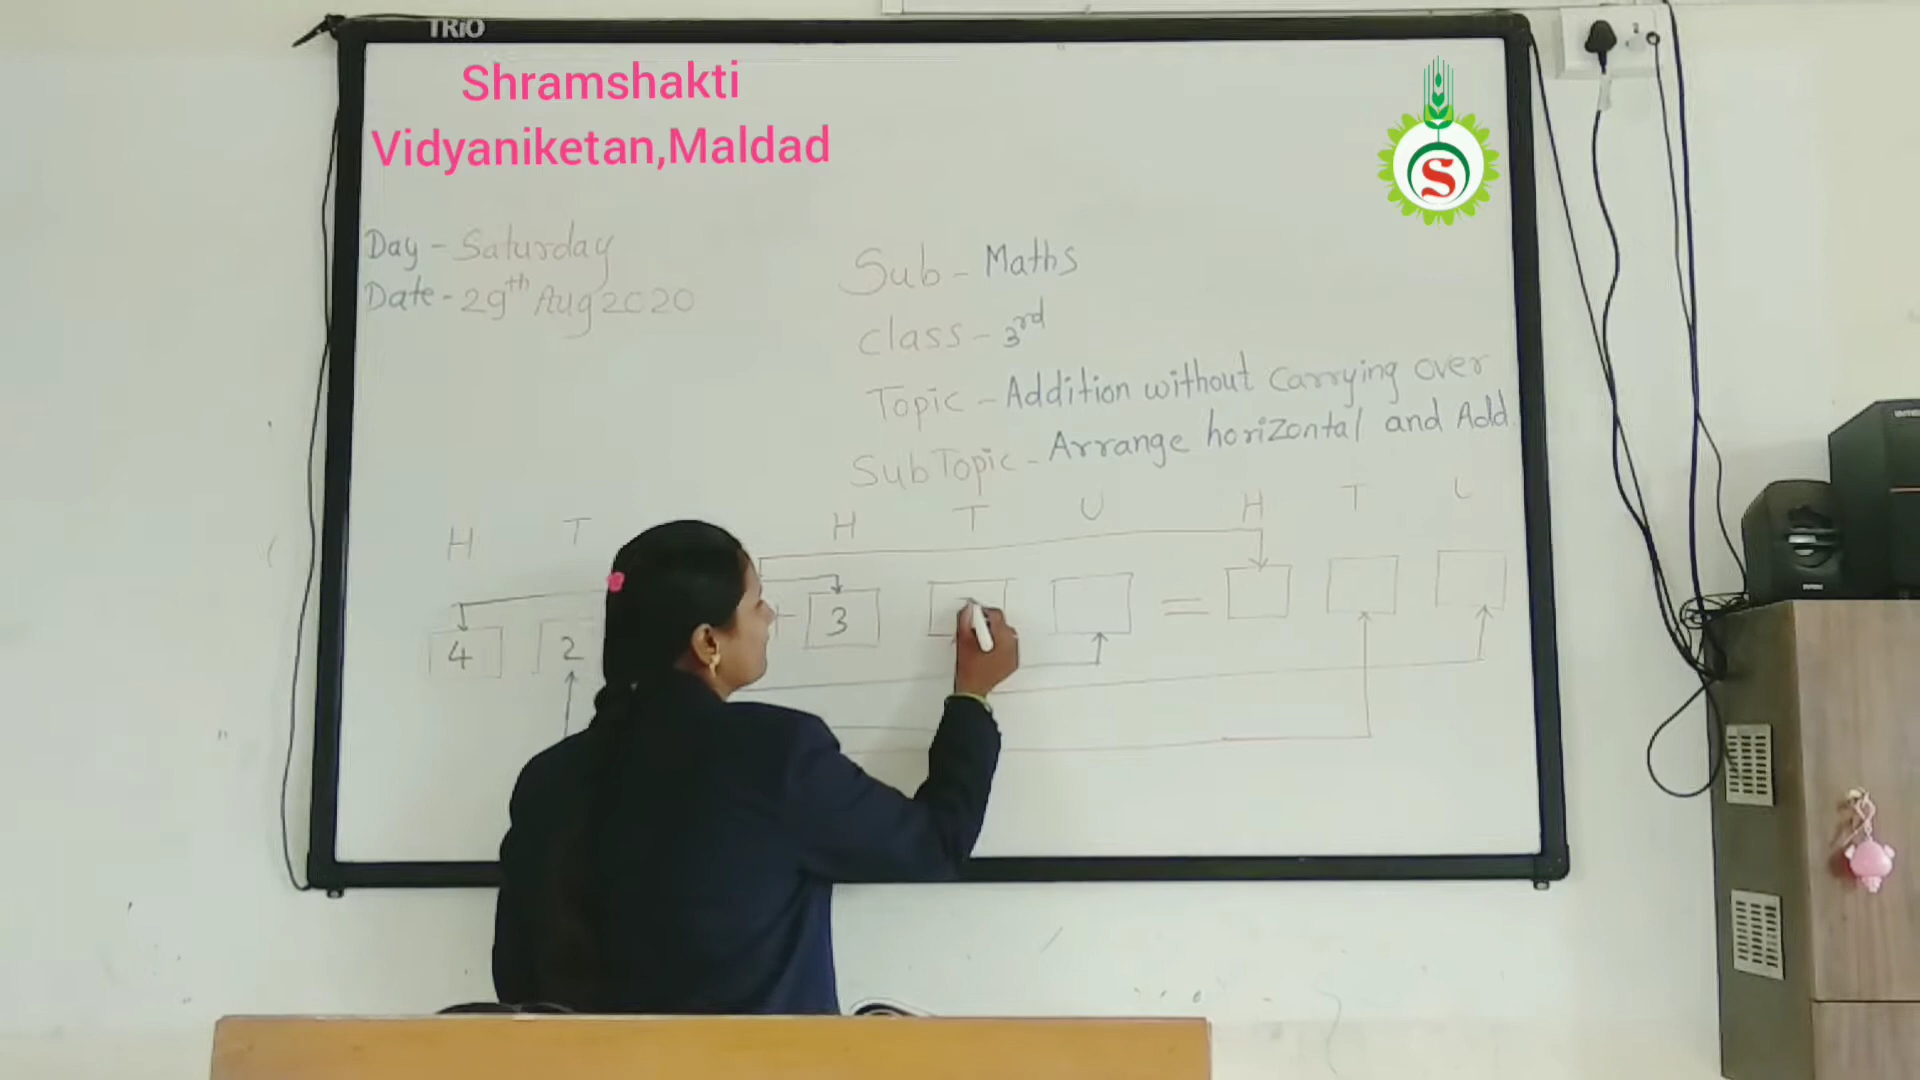 TRIO
Shramshakti
Vidyaniketan,Maldad
S
Day - Saturday
Date - 29th Aug 2020
Sub - Maths
Class - 3rd
Topic - Addition without Carrying over
SubTopic - Arrange horizontal and Add.
H T H T U H T
4 2 + 3 =